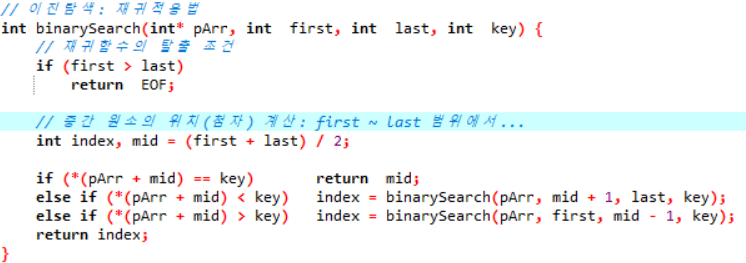 // 이진탐색: 재귀적용법
int binarySearch(int* pArr, int  first, int  last, int  key) {
    // 재귀함수의 탈출 조건
    if (first > last)
        return  EOF;

    // 중간 원소의 위치(첨자) 계산: first ~ last 범위에서...
    int index, mid = (first + last) / 2;

    if (*(pArr + mid) == key)        return  mid;
    else if (*(pArr + mid) < key)   index = binarySearch(pArr, mid + 1, last, key);
    else if (*(pArr + mid) > key)   index = binarySearch(pArr, first, mid - 1, key);
    return index;
}